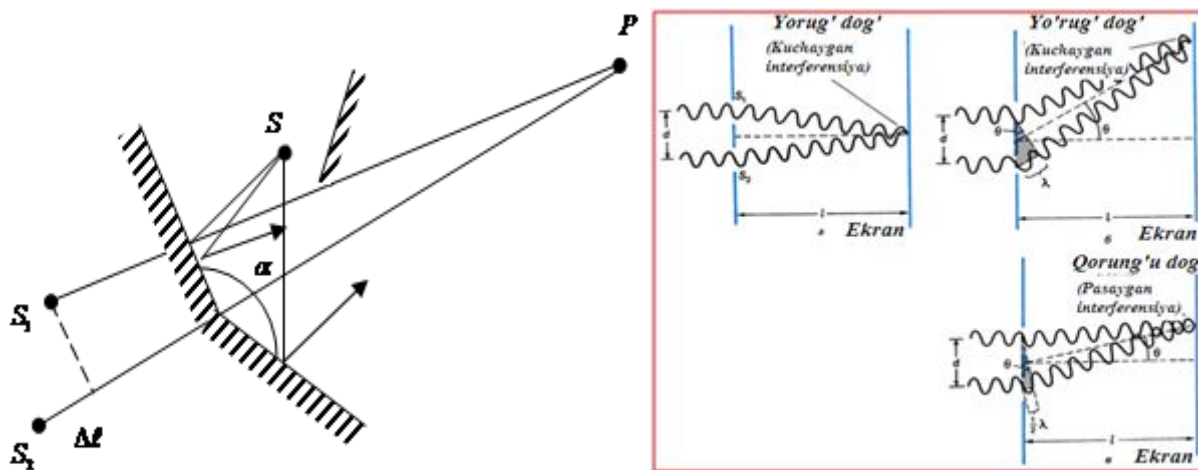 P
S
α
S₁
S₂
Δℓ
Yorug' dog'
(Kuchaygan
interferensiya)
S₁
d
S₂
l
Ekran
Yo'rug' dog'
(Kuchaygan
interferensiya)
θ
θ
d
λ
l
б Ekran
Qorung'u dog'
(Pasaygan
interferensiya)
d
θ
θ
½λ
l
в Ekran